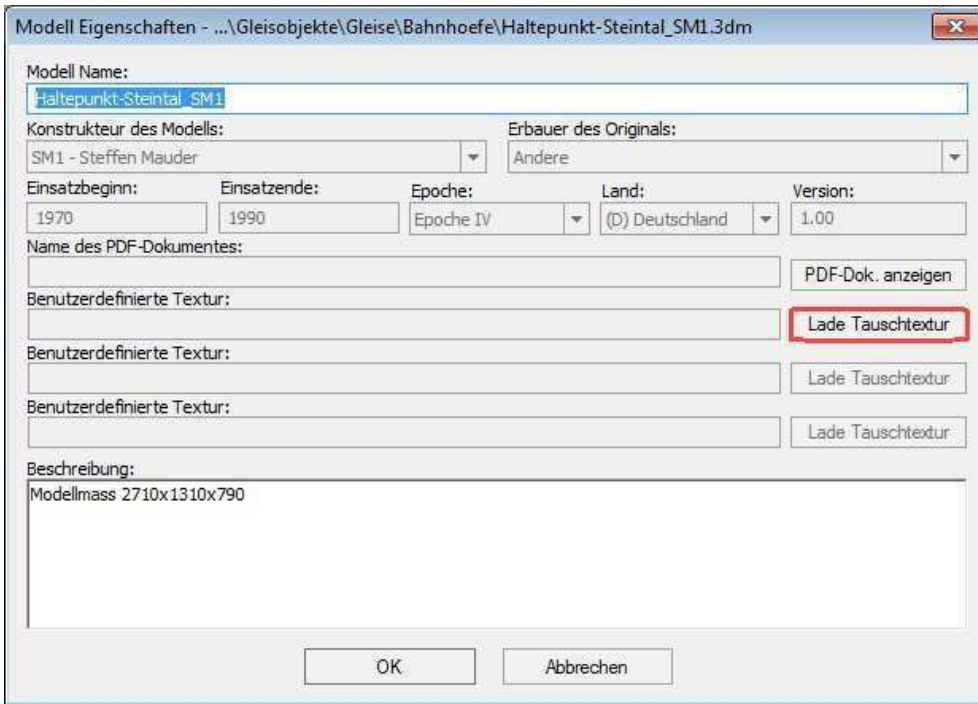 Modell Eigenschaften - ...\Gleisobjekte\Gleise\Bahnhoefe\Haltepunkt-Steintal_SM1.3dm
Modell Name:
Haltepunkt-Steintal_SM1
Konstrukteur des Modells: Erbauer des Originals:
SM1 - Steffen Mauder Andere
Einsatzbeginn: Einsatzende: Epoche: Land: Version:
1970 1990 Epoche IV (D) Deutschland 1.00
Name des PDF-Dokumentes:
PDF-Dok. anzeigen
Benutzerdefinierte Textur:
Lade Tauschtextur
Benutzerdefinierte Textur:
Lade Tauschtextur
Benutzerdefinierte Textur:
Lade Tauschtextur
Beschreibung:
Modellmass 2710x1310x790
OK Abbrechen